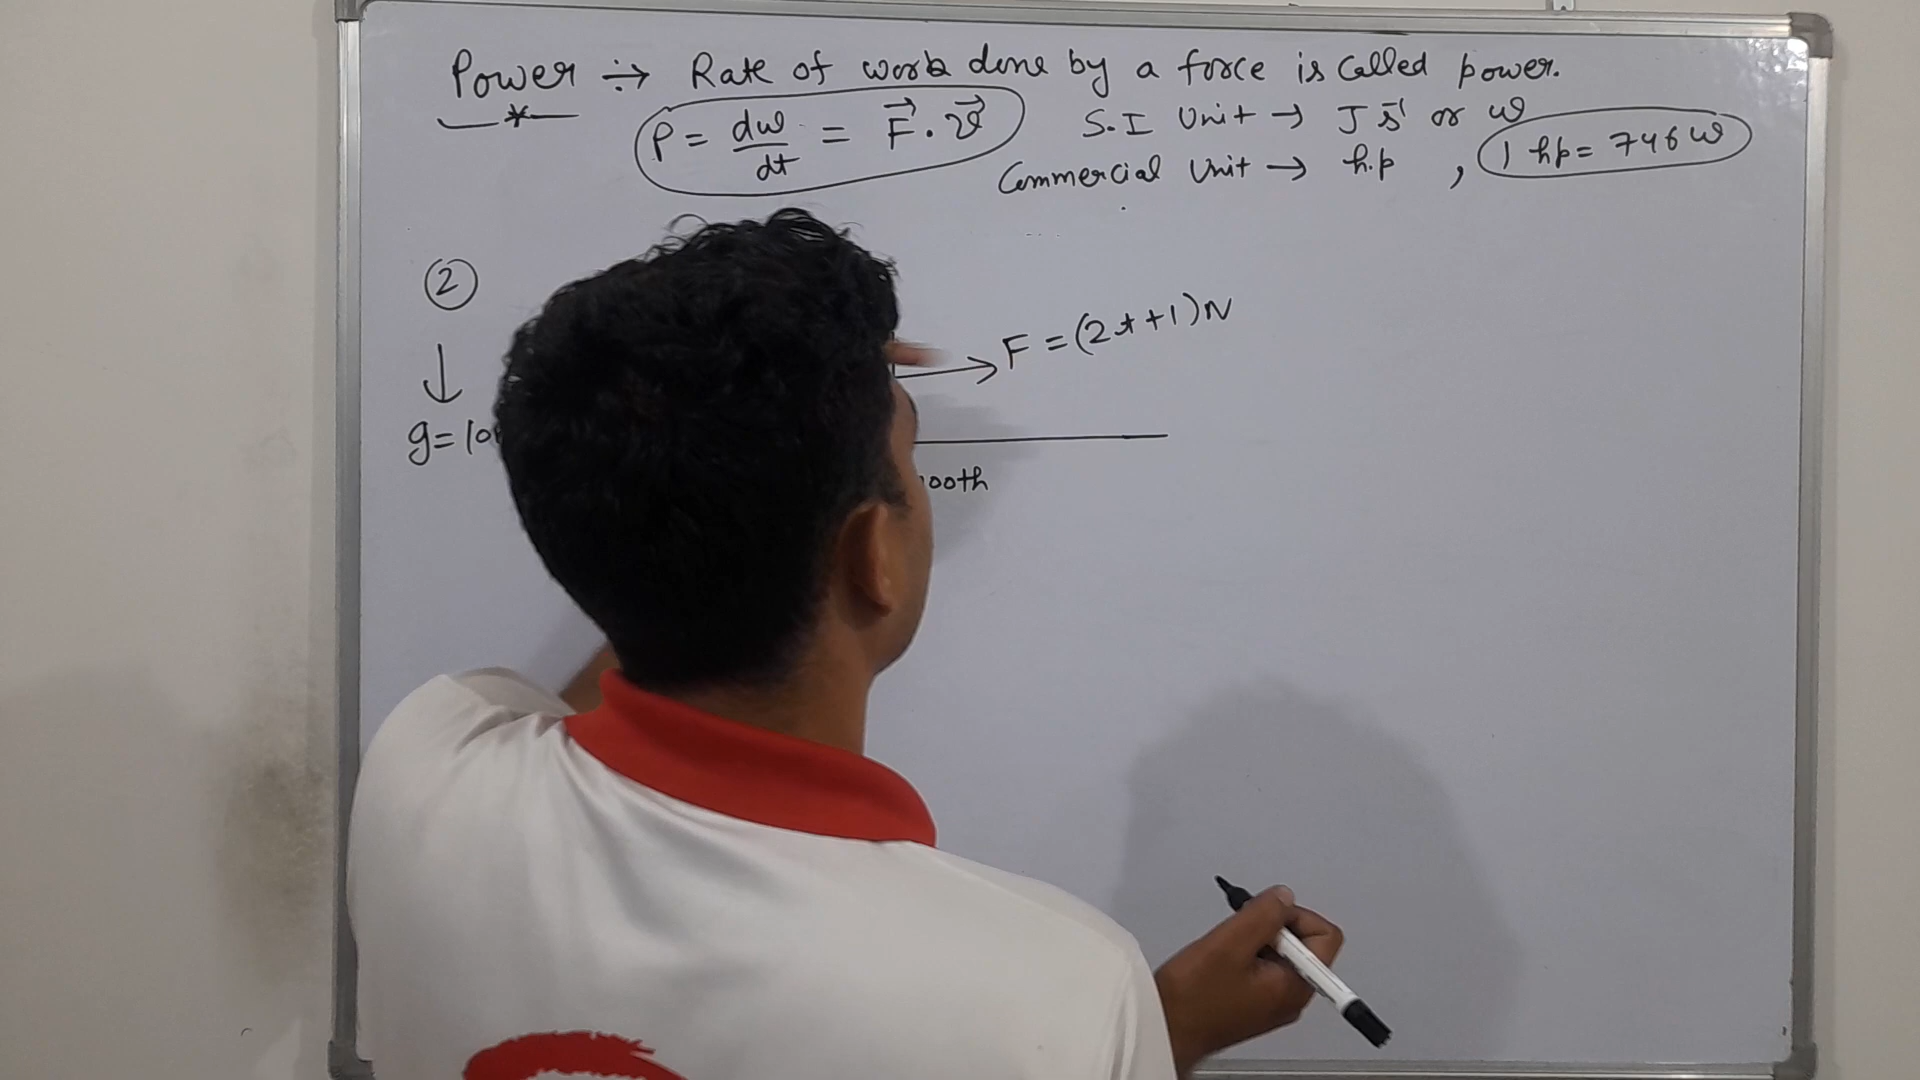 Power ÷→ Rate of work done by a force is called power.
P = dw/dt = F⃗ . v⃗
S.I Unit → J s⁻¹ or W
Commercial Unit → h.p , 1 hp = 746 W
②
F = (2t+1)N
↓
g=10